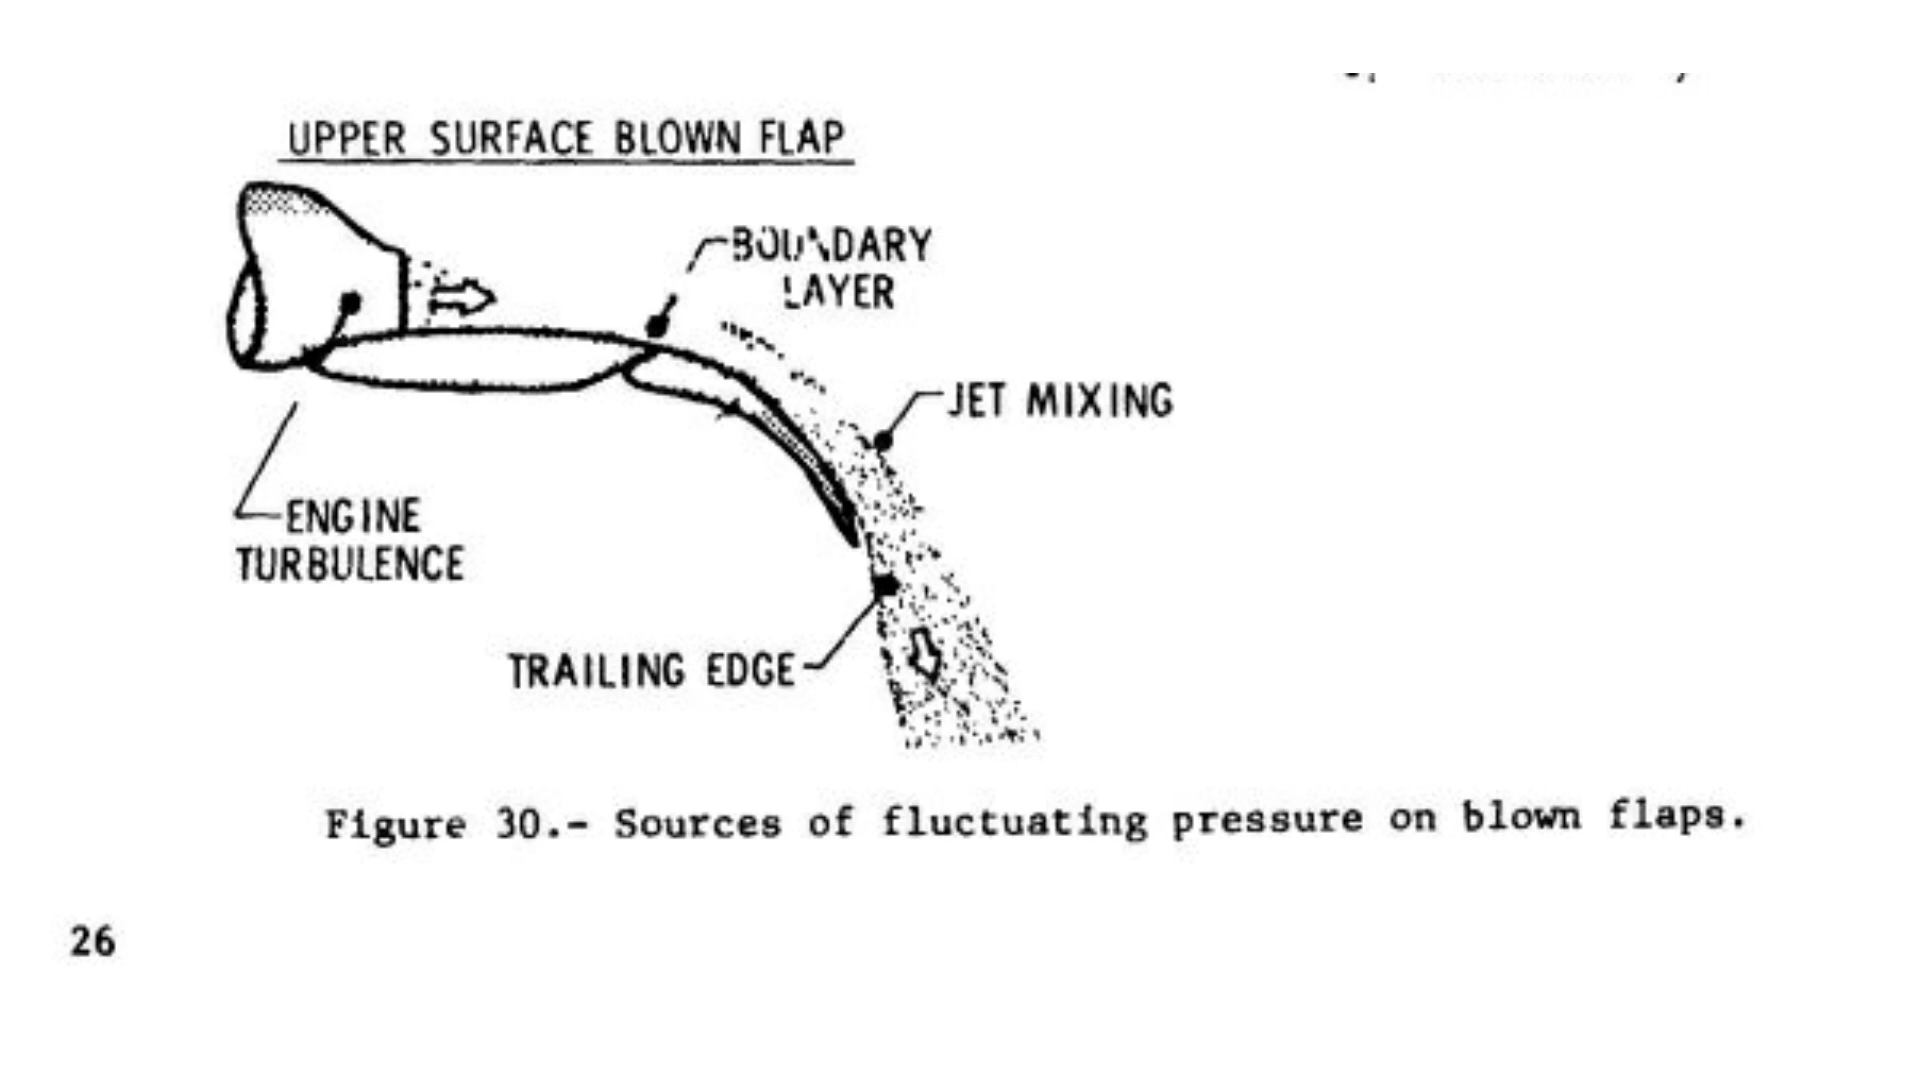 UPPER SURFACE BLOWN FLAP
BOUNDARY
LAYER
JET MIXING
ENGINE
TURBULENCE
TRAILING EDGE
Figure 30.- Sources of fluctuating pressure on blown flaps.
26